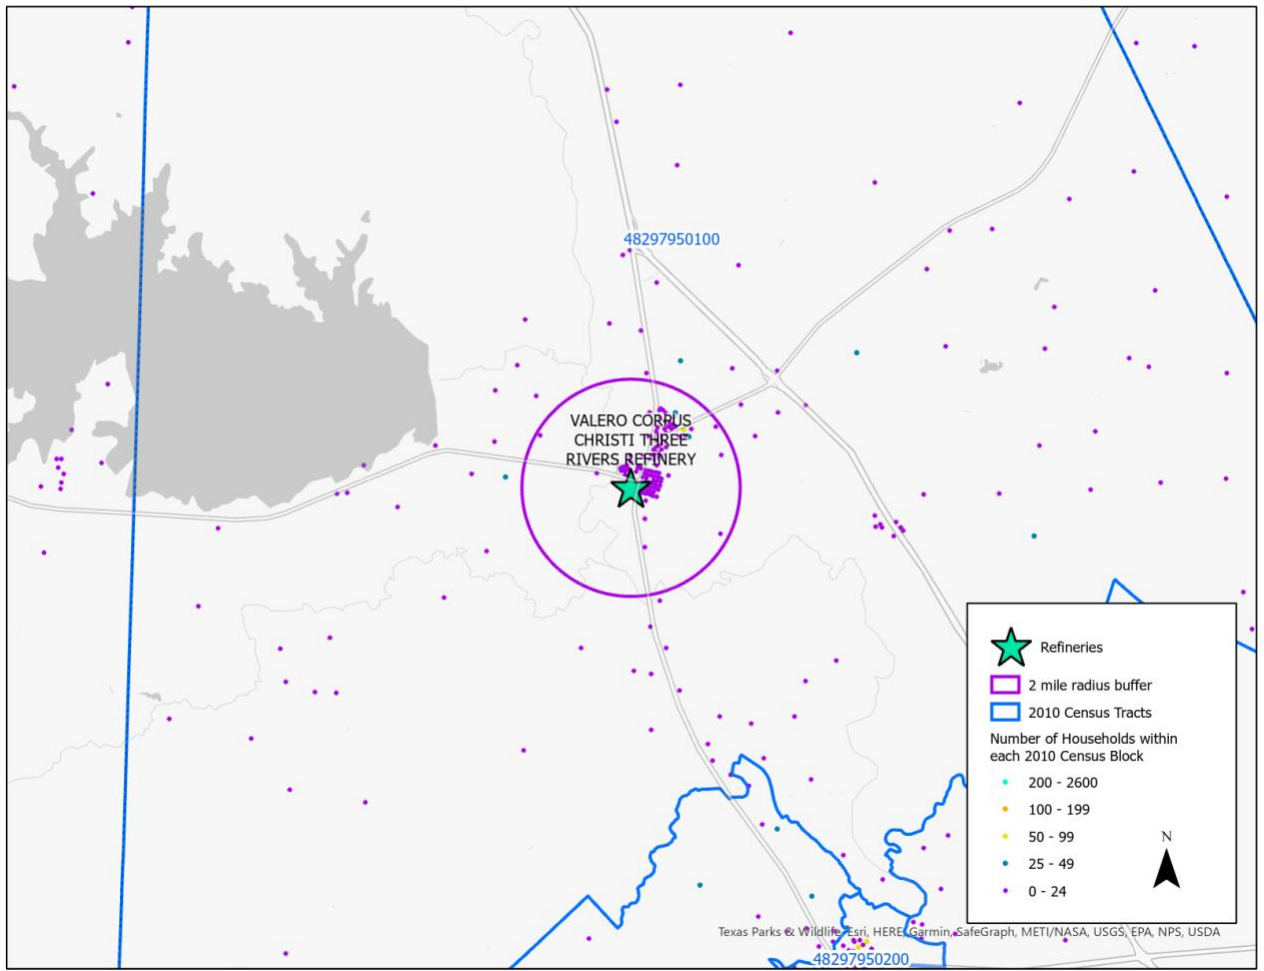 48297950100
VALERO CORPUS
CHRISTI THREE
RIVERS REFINERY
Refineries
2 mile radius buffer
2010 Census Tracts
Number of Households within
each 2010 Census Block
200 - 2600
100 - 199
50 - 99
25 - 49
0 - 24
N
Texas Parks & Wildlife, Esri, HERE, Garmin, SafeGraph, METI/NASA, USGS, EPA, NPS, USDA
48297950200